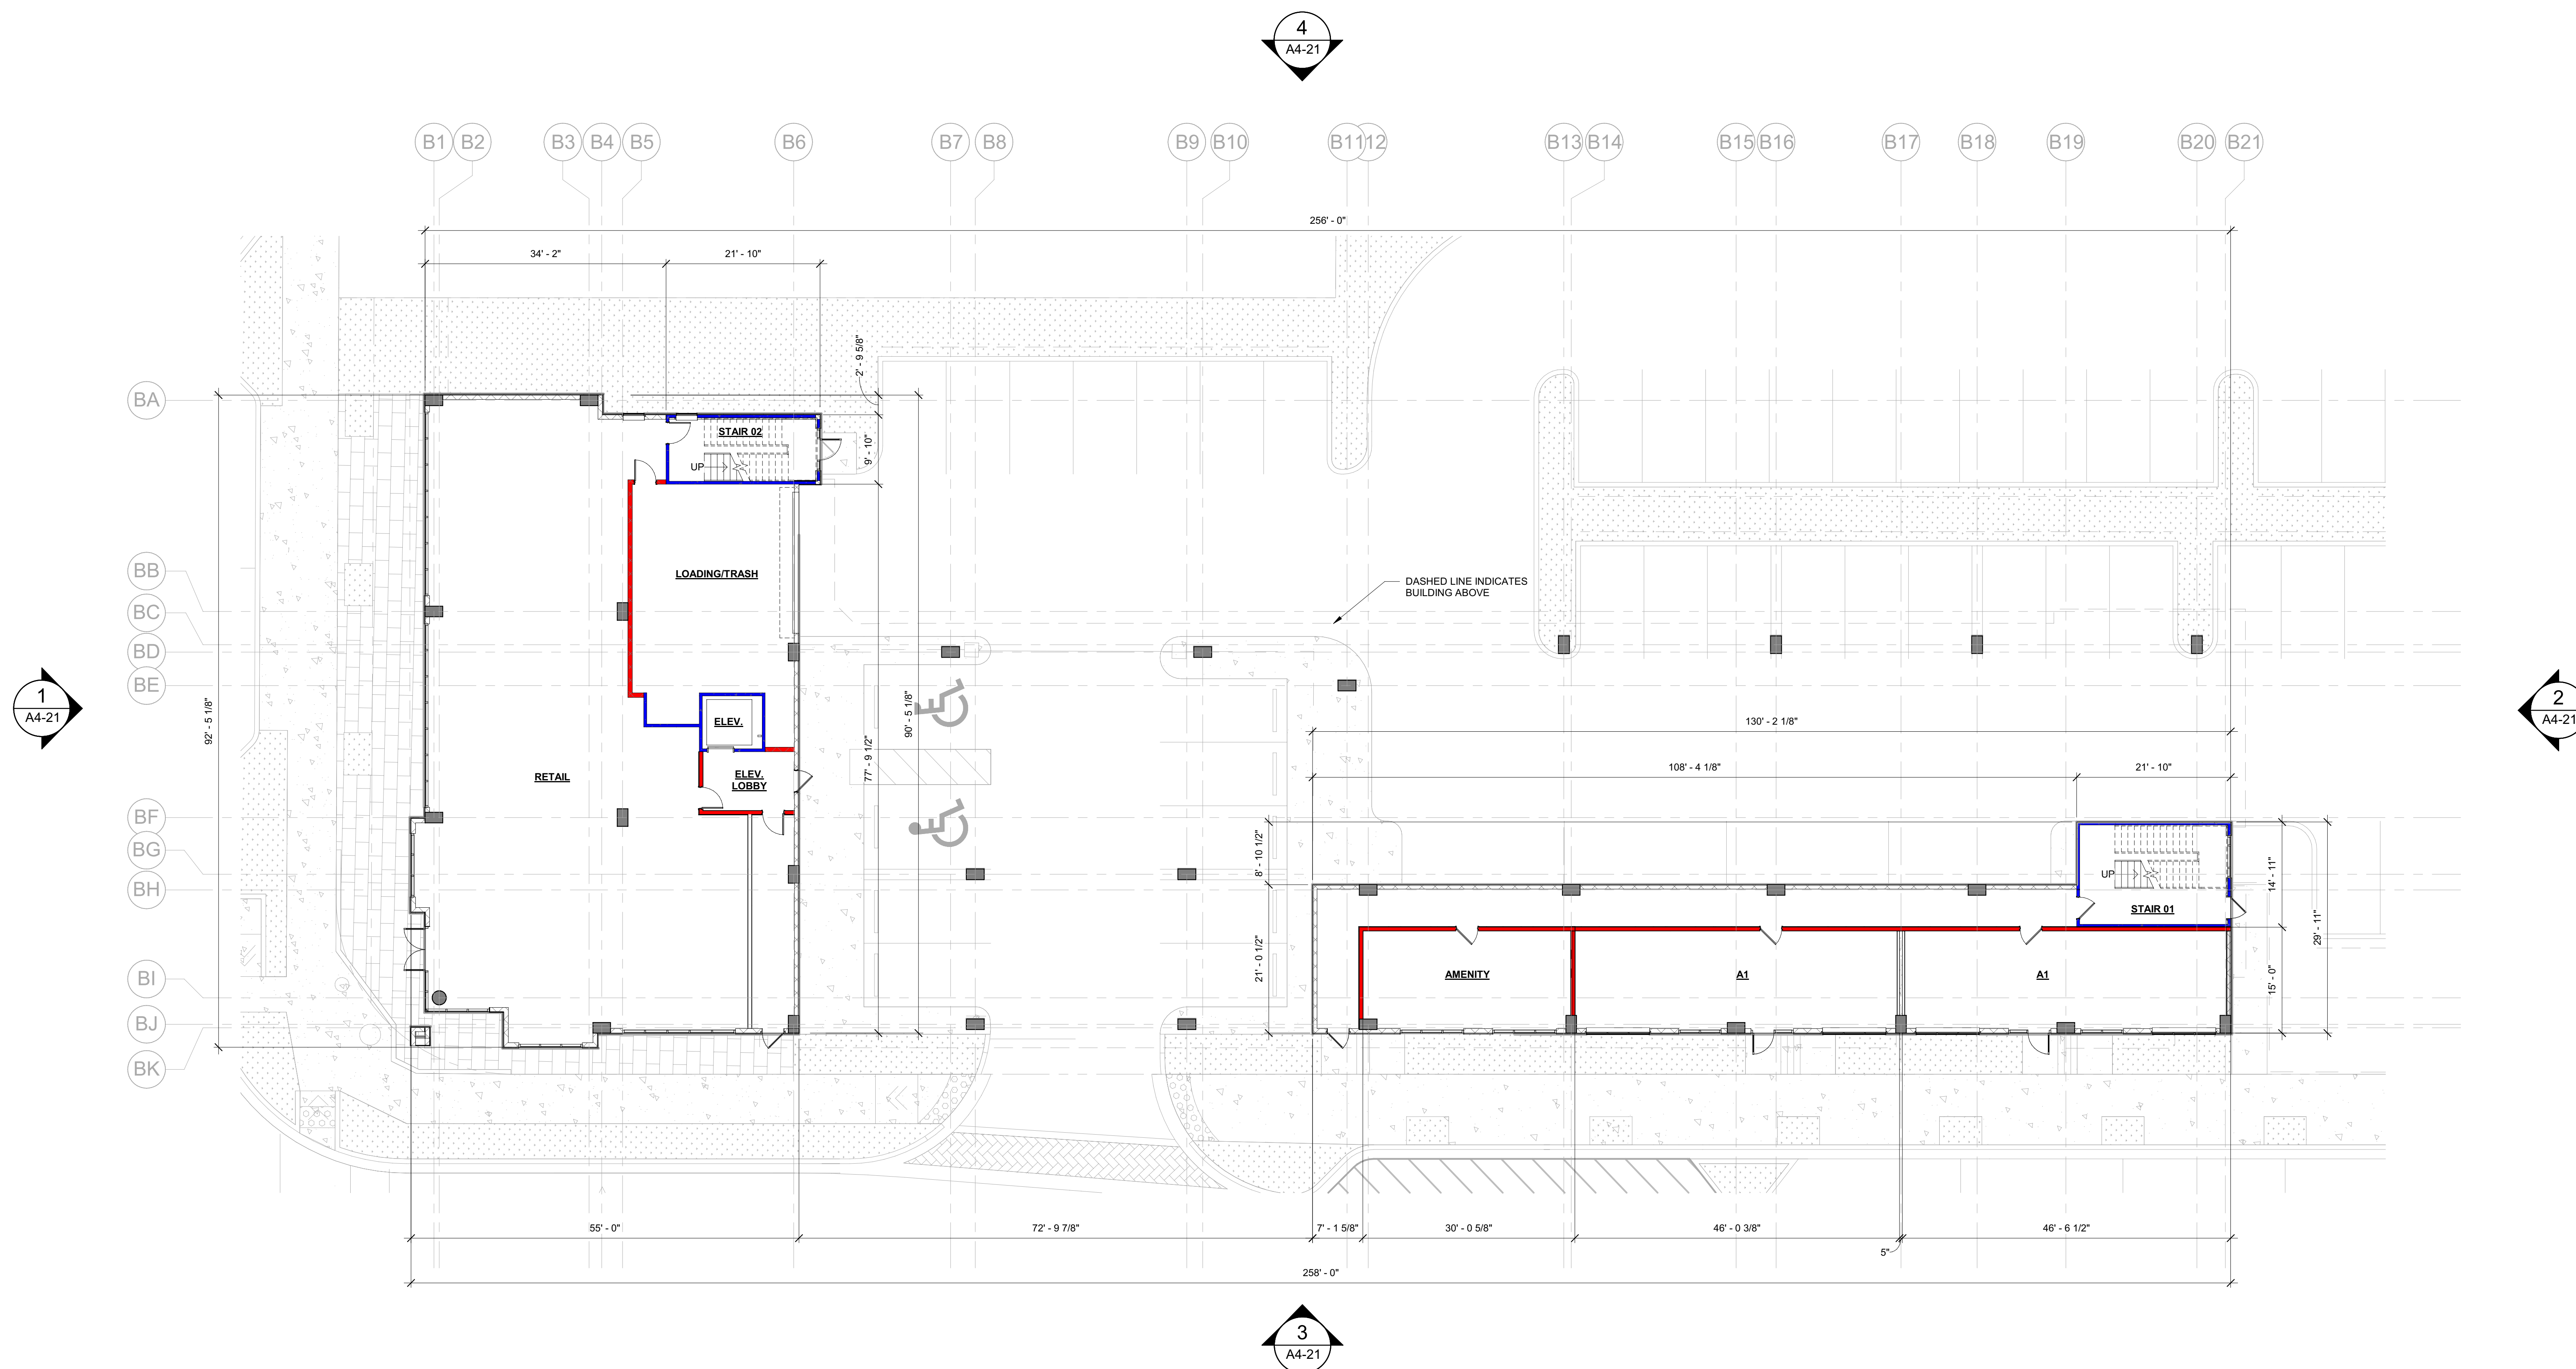 4
A4-21
B1
B2
B3
B4
B5
B6
B7
B8
B9
B10
B11
12
B13
B14
B15
B16
B17
B18
B19
B20
B21
256' - 0"
34' - 2"
21' - 10"
2' - 9 5/8"
BA
STAIR 02
9' - 10"
UP
BB
LOADING/TRASH
DASHED LINE INDICATES
BUILDING ABOVE
BC
BD
BE
1
A4-21
2
A4-21
92' - 5 1/8"
90' - 5 1/8"
77' - 9 1/2"
ELEV.
130' - 2 1/8"
108' - 4 1/8"
21' - 10"
RETAIL
ELEV.
LOBBY
BF
BG
BH
8' - 10 1/2"
UP
14' - 11"
STAIR 01
29' - 11"
21' - 0 1/2"
AMENITY
A1
A1
15' - 0"
BI
BJ
BK
55' - 0"
72' - 9 7/8"
7' - 1 5/8"
30' - 0 5/8"
46' - 0 3/8"
46' - 6 1/2"
5"
258' - 0"
3
A4-21